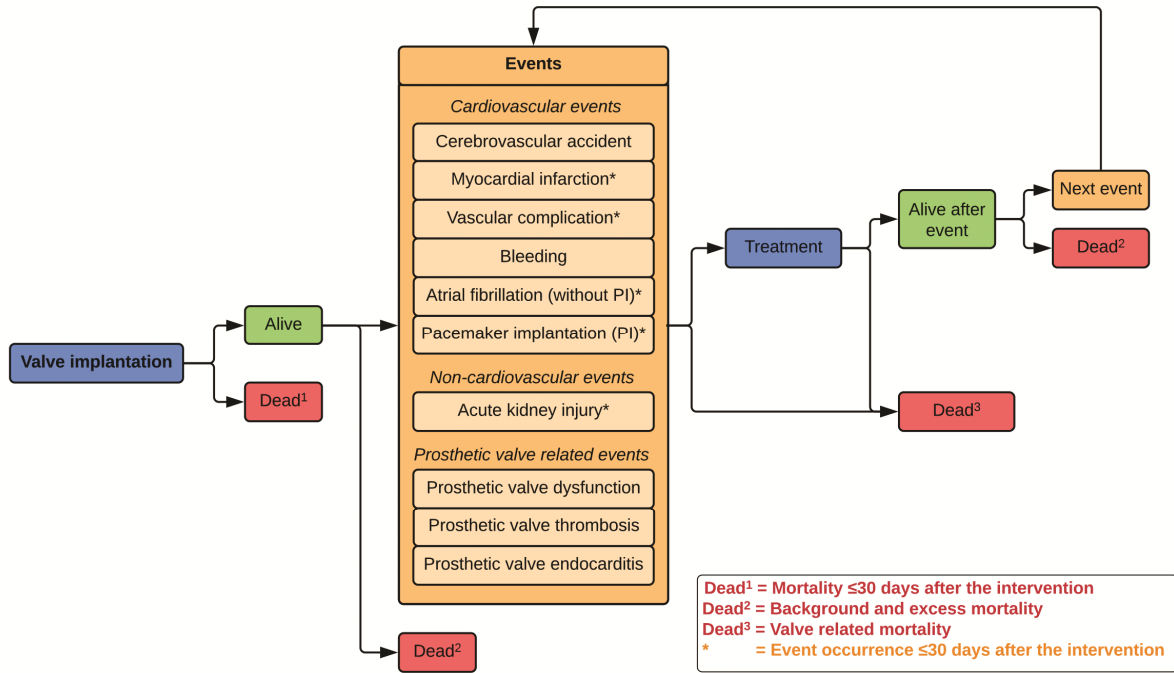 Events
Cardiovascular events
Cerebrovascular accident
Myocardial infarction*
Vascular complication*
Bleeding
Atrial fibrillation (without PI)*
Pacemaker implantation (PI)*
Non-cardiovascular events
Acute kidney injury*
Prosthetic valve related events
Prosthetic valve dysfunction
Prosthetic valve thrombosis
Prosthetic valve endocarditis
Valve implantation
Alive
Dead¹
Dead²
Treatment
Alive after
event
Next event
Dead²
Dead³
Dead¹ = Mortality ≤30 days after the intervention
Dead² = Background and excess mortality
Dead³ = Valve related mortality
* = Event occurrence ≤30 days after the intervention